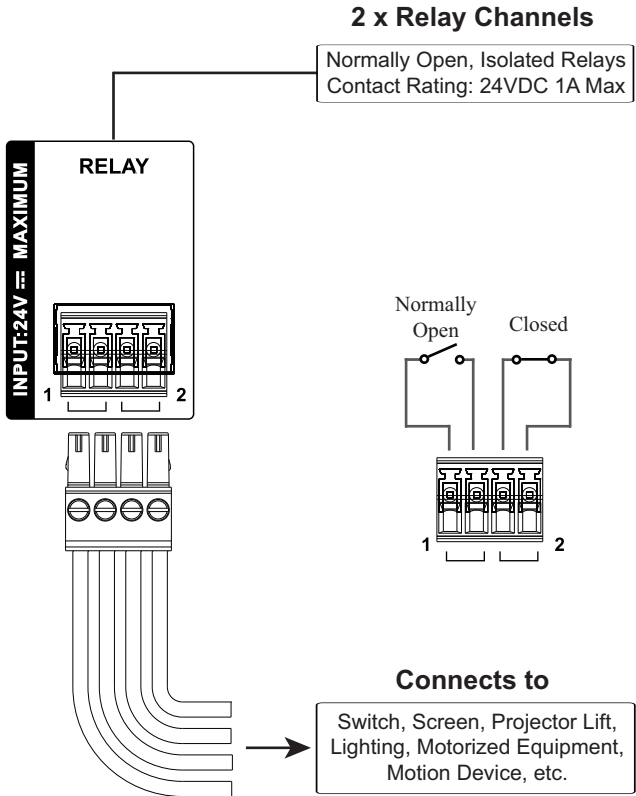 2 x Relay Channels
Normally Open, Isolated Relays
Contact Rating: 24VDC 1A Max
RELAY
INPUT:24V ⎓ MAXIMUM
1
2
Normally
Open
Closed
1
2
Connects to
Switch, Screen, Projector Lift,
Lighting, Motorized Equipment,
Motion Device, etc.